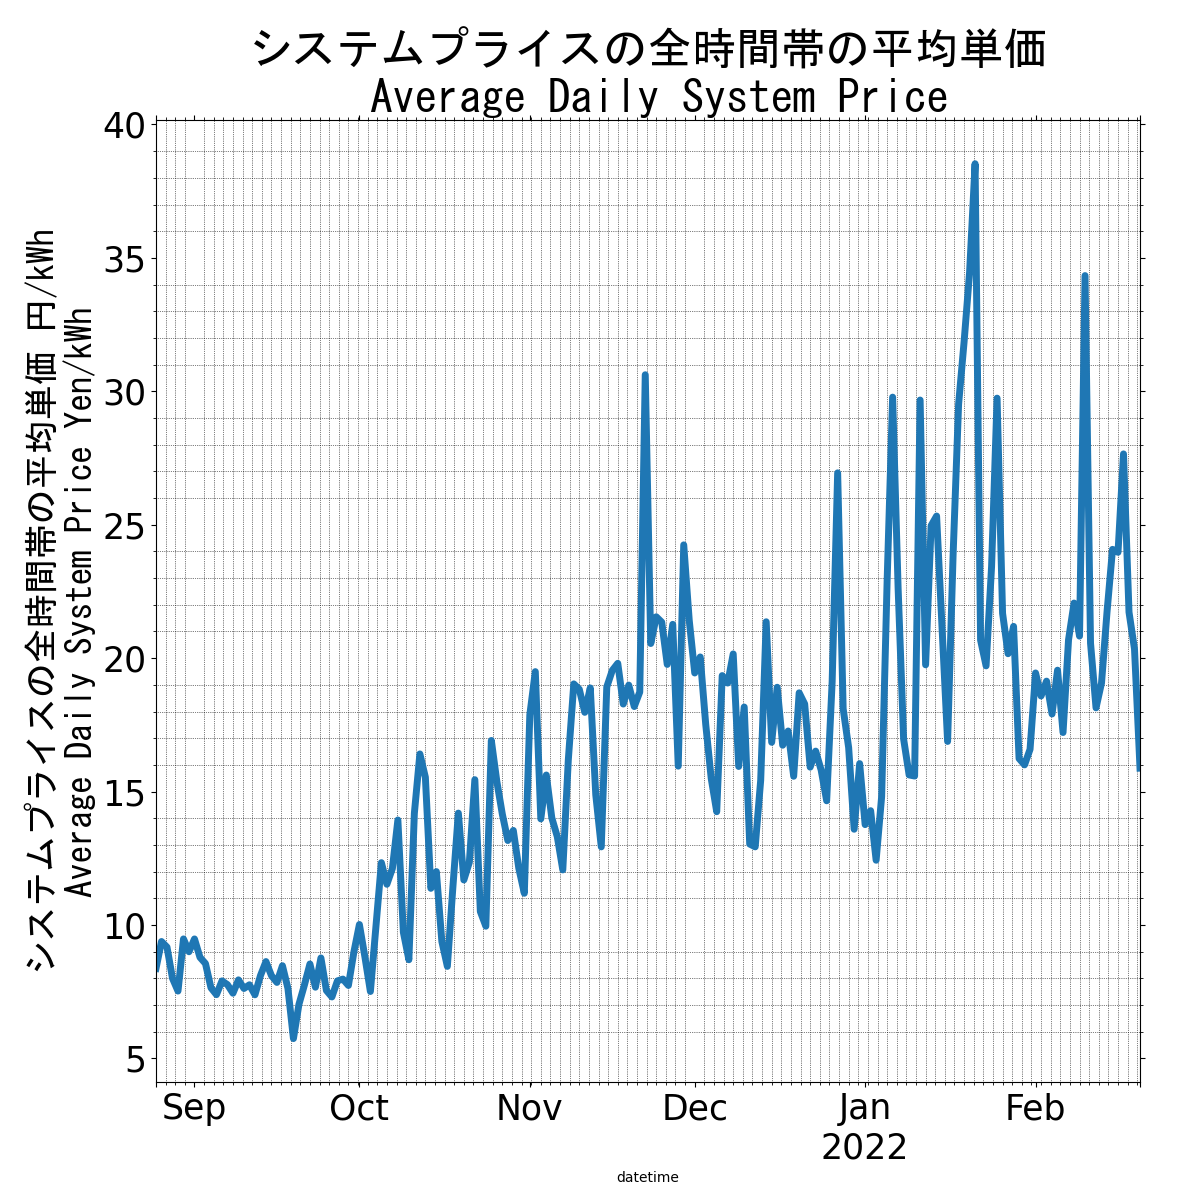 システムプライスの全時間帯の平均単価
Average Daily System Price
システムプライスの全時間帯の平均単価 円/kWh
Average Daily System Price Yen/kWh
40
35
30
25
20
15
10
5
Sep
Oct
Nov
Dec
Jan
2022
Feb
datetime